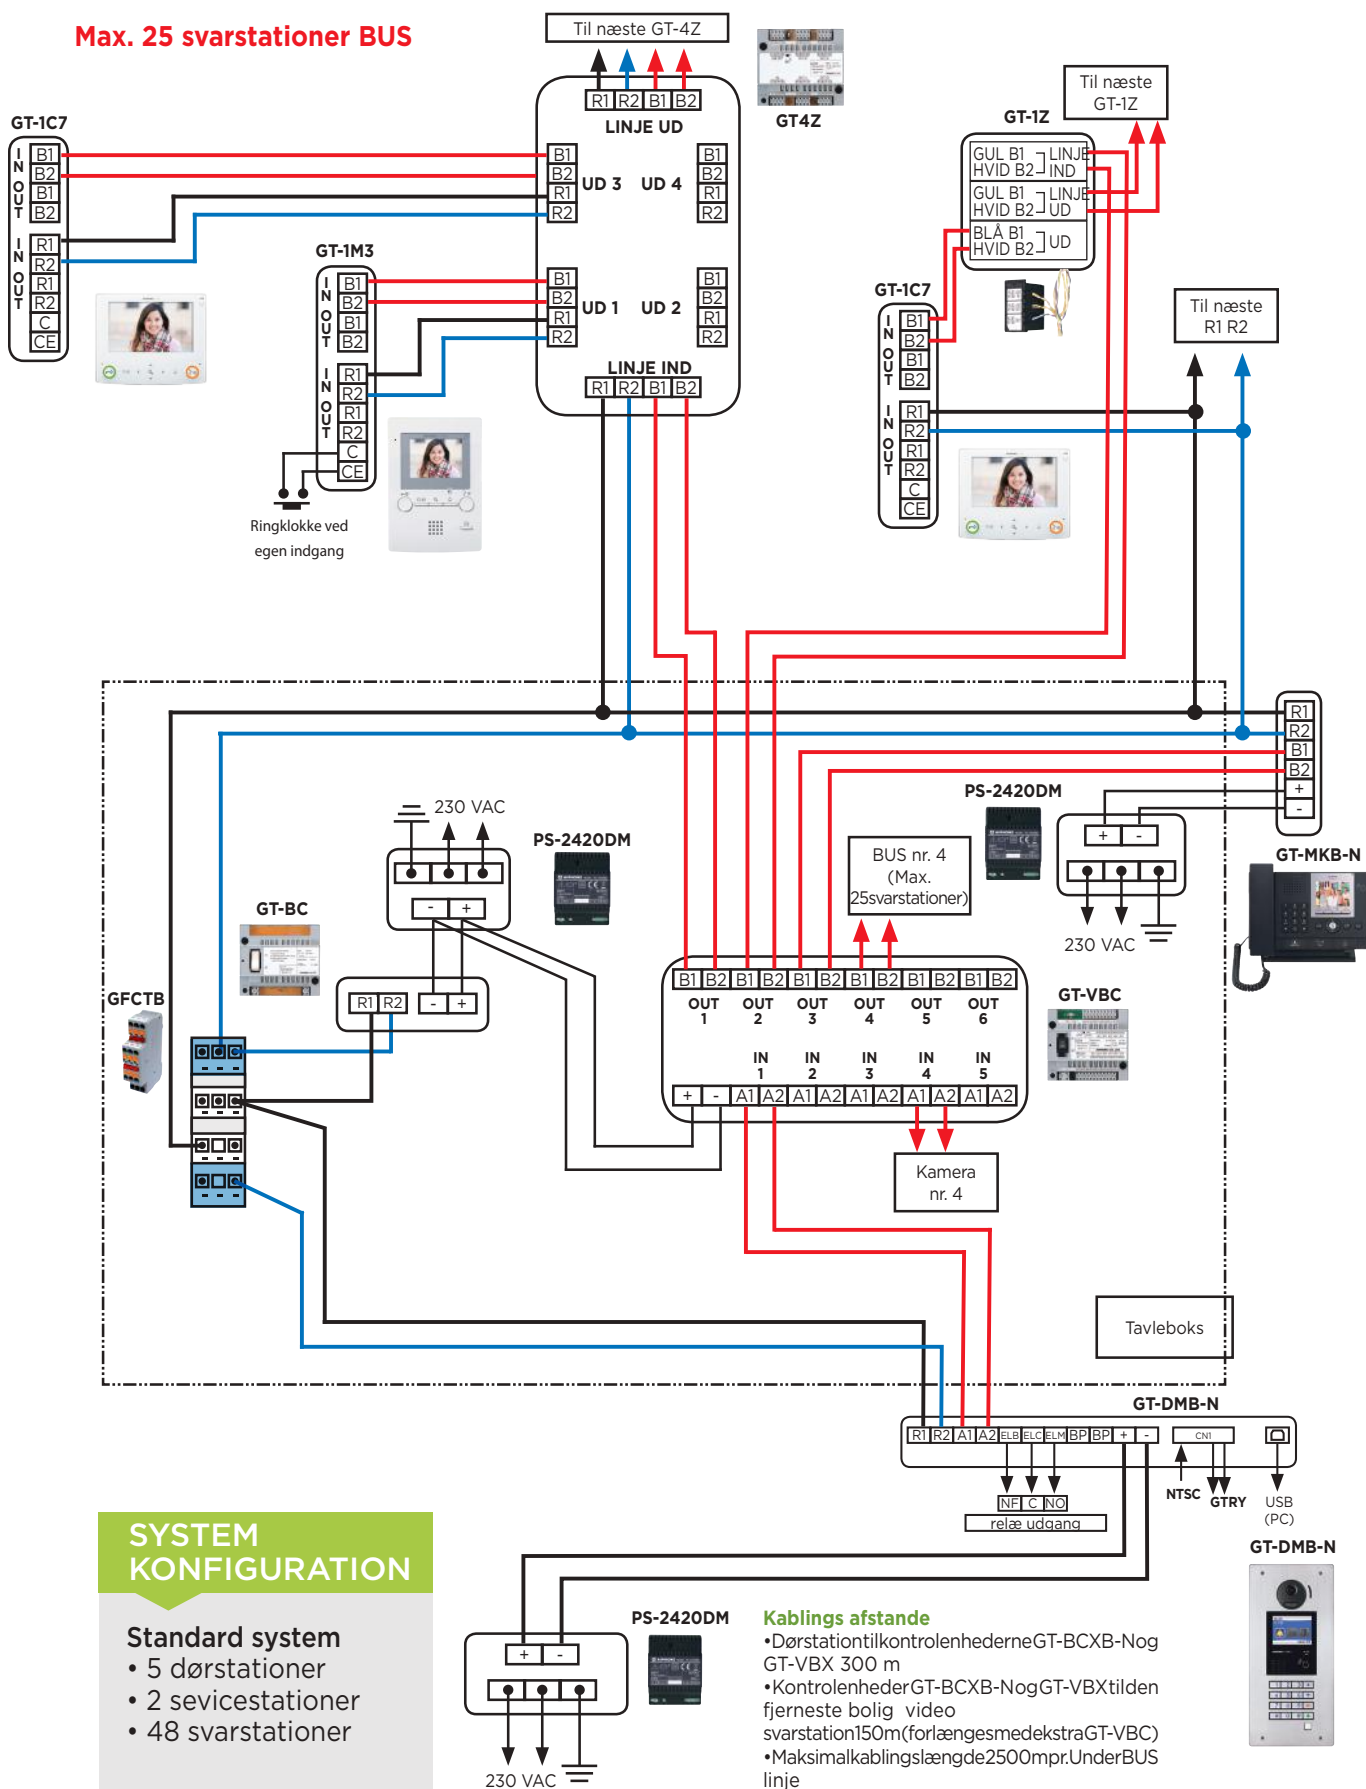 Max. 25 svarstationer BUS
Til næste GT-4Z
R1 R2 B1 B2
LINJE UD
GT4Z
Til næste
GT-1Z
GT-1Z
GUL B1 LINJE
HVID B2 IND
GUL B1 LINJE
HVID B2 UD
BLÅ B1
HVID B2 UD
GT-1C7
IN OUT
B1
B2
B1
B2
IN OUT
R1
R2
R1
R2
C
CE
B1
B2
R1
R2
UD 3
UD 4
B1
B2
R1
R2
GT-1M3
IN OUT
B1
B2
B1
B2
IN OUT
R1
R2
R1
R2
C
CE
Ringklokke ved
egen indgang
B1
B2
R1
R2
UD 1
UD 2
B1
B2
R1
R2
LINJE IND
R1 R2 B1 B2
GT-1C7
IN OUT
B1
B2
B1
B2
IN OUT
R1
R2
R1
R2
C
CE
Til næste
R1 R2
R1
R2
B1
B2
+
-
GT-MKB-N
PS-2420DM
+ -
230 VAC
230 VAC
PS-2420DM
- +
GT-BC
R1 R2 - +
GFCTB
BUS nr. 4
(Max.
25svarstationer)
B1 B2 B1 B2 B1 B2 B1 B2 B1 B2 B1 B2
OUT OUT OUT OUT OUT OUT
1 2 3 4 5 6
IN IN IN IN IN
1 2 3 4 5
+ - A1 A2 A1 A2 A1 A2 A1 A2 A1 A2
GT-VBC
Kamera
nr. 4
Tavleboks
GT-DMB-N
R1 R2 A1 A2 ELB ELC ELM BP BP + - CN1
NF C NO
relæ udgang
NTSC
GTRY
USB
(PC)
GT-DMB-N
SYSTEM
KONFIGURATION
Standard system
• 5 dørstationer
• 2 sevicestationer
• 48 svarstationer
PS-2420DM
+ -
230 VAC
Kablings afstande
•DørstationtilkontrolenhederneGT-BCXB-Nog
GT-VBX 300 m
•KontrolenhederGT-BCXB-NogGT-VBXtilden
fjerneste bolig video
svarstation150m(forlængesmedekstraGT-VBC)
•Maksimalkablingslængde2500mpr.UnderBUS
linje